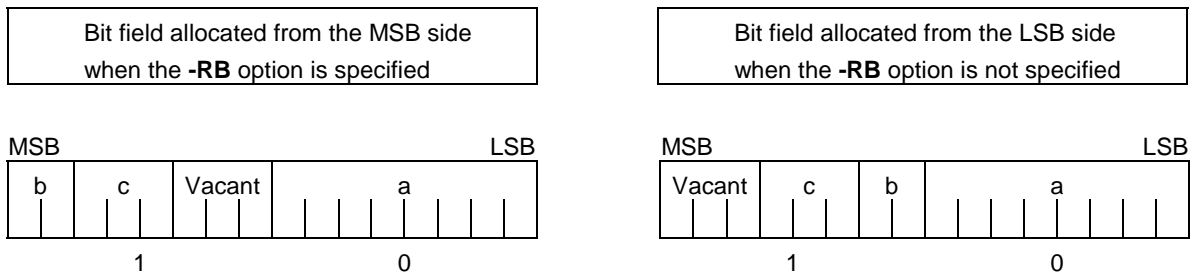 Bit field allocated from the MSB side
when the -RB option is specified
Bit field allocated from the LSB side
when the -RB option is not specified
MSB LSB
b c Vacant a
1 0
MSB LSB
Vacant c b a
1 0